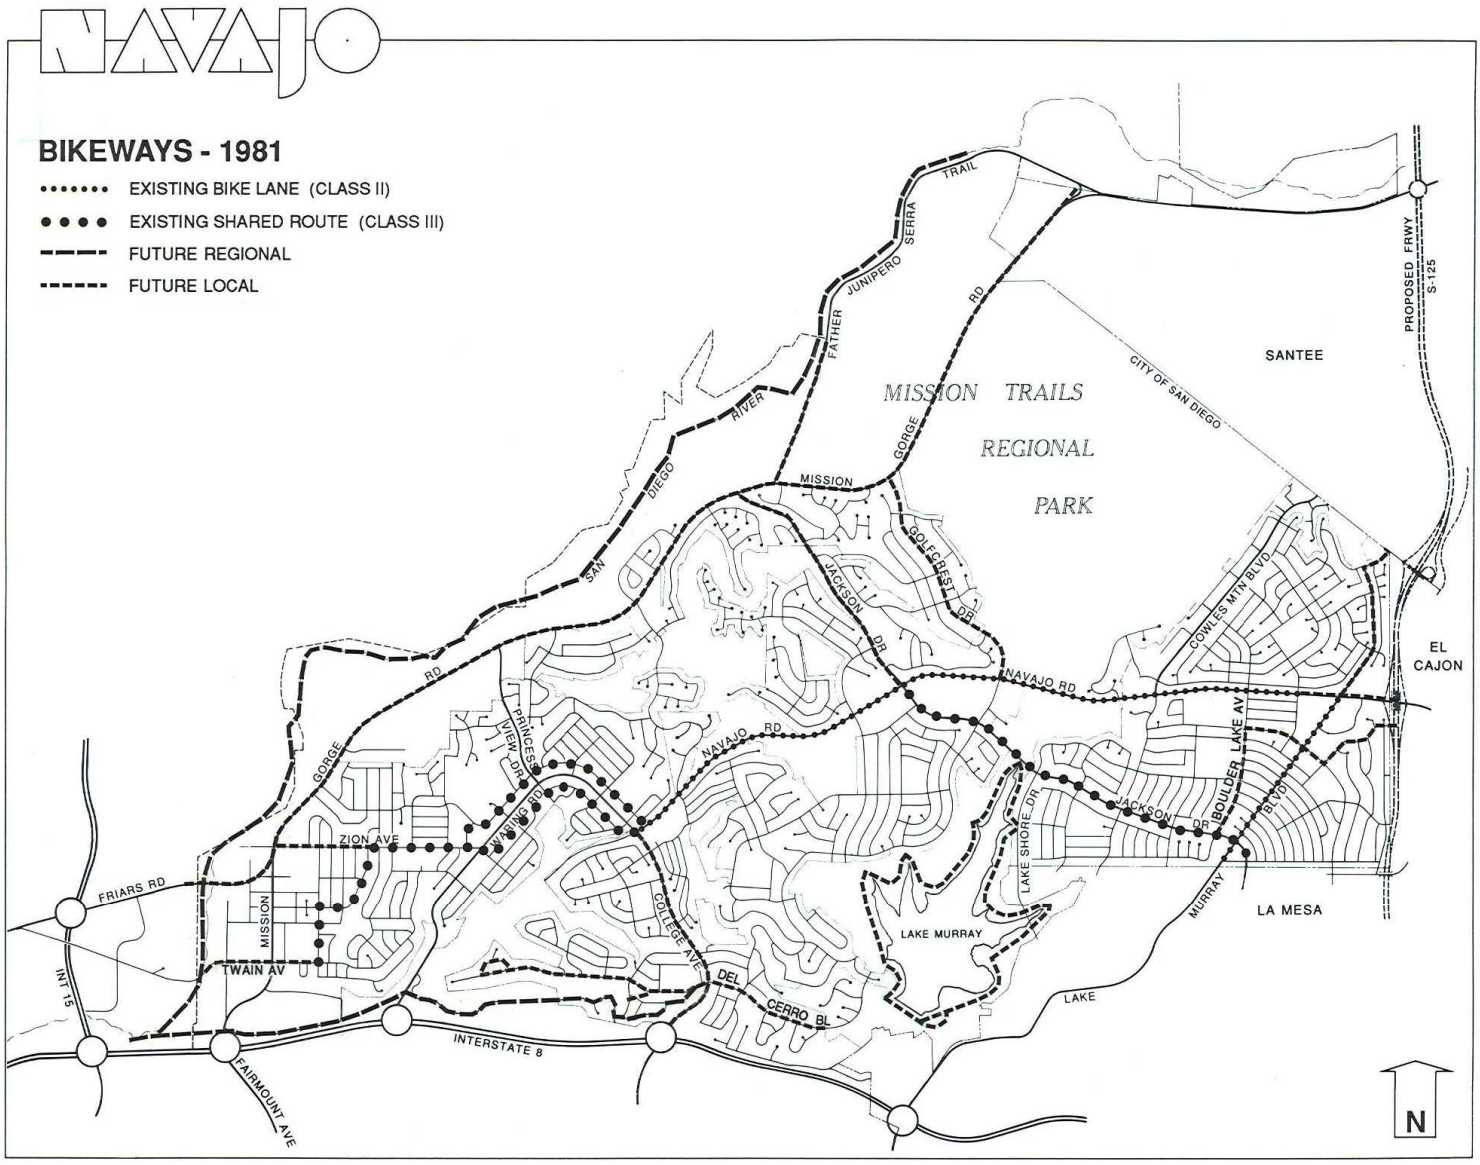 NAVAJO
BIKEWAYS - 1981
EXISTING BIKE LANE (CLASS II)
EXISTING SHARED ROUTE (CLASS III)
FUTURE REGIONAL
FUTURE LOCAL
TRAIL
SERRA
JUNIPERO
FATHER
RD
GORGE
PROPOSED FRWY
S-125
SANTEE
CITY OF SAN DIEGO
MISSION TRAILS
REGIONAL
PARK
RIVER
DIEGO
SAN
MISSION
GOLFCREST
DR
JACKSON
DR
COWLES MTN BLVD
EL
CAJON
NAVAJO RD
RD
GORGE
PRINCESS
VIEW DR
NAVAJO
RD
BOULDER LAKE AV
WARING RD
ZION AVE
JACKSON
DR
BLVD
LAKE SHORE DR
FRIARS RD
MISSION
COLLEGE AVE
LAKE MURRAY
MURRAY
LA MESA
TWAIN AV
INT 15
DEL
CERRO BL
LAKE
INTERSTATE 8
FAIRMOUNT AVE
N